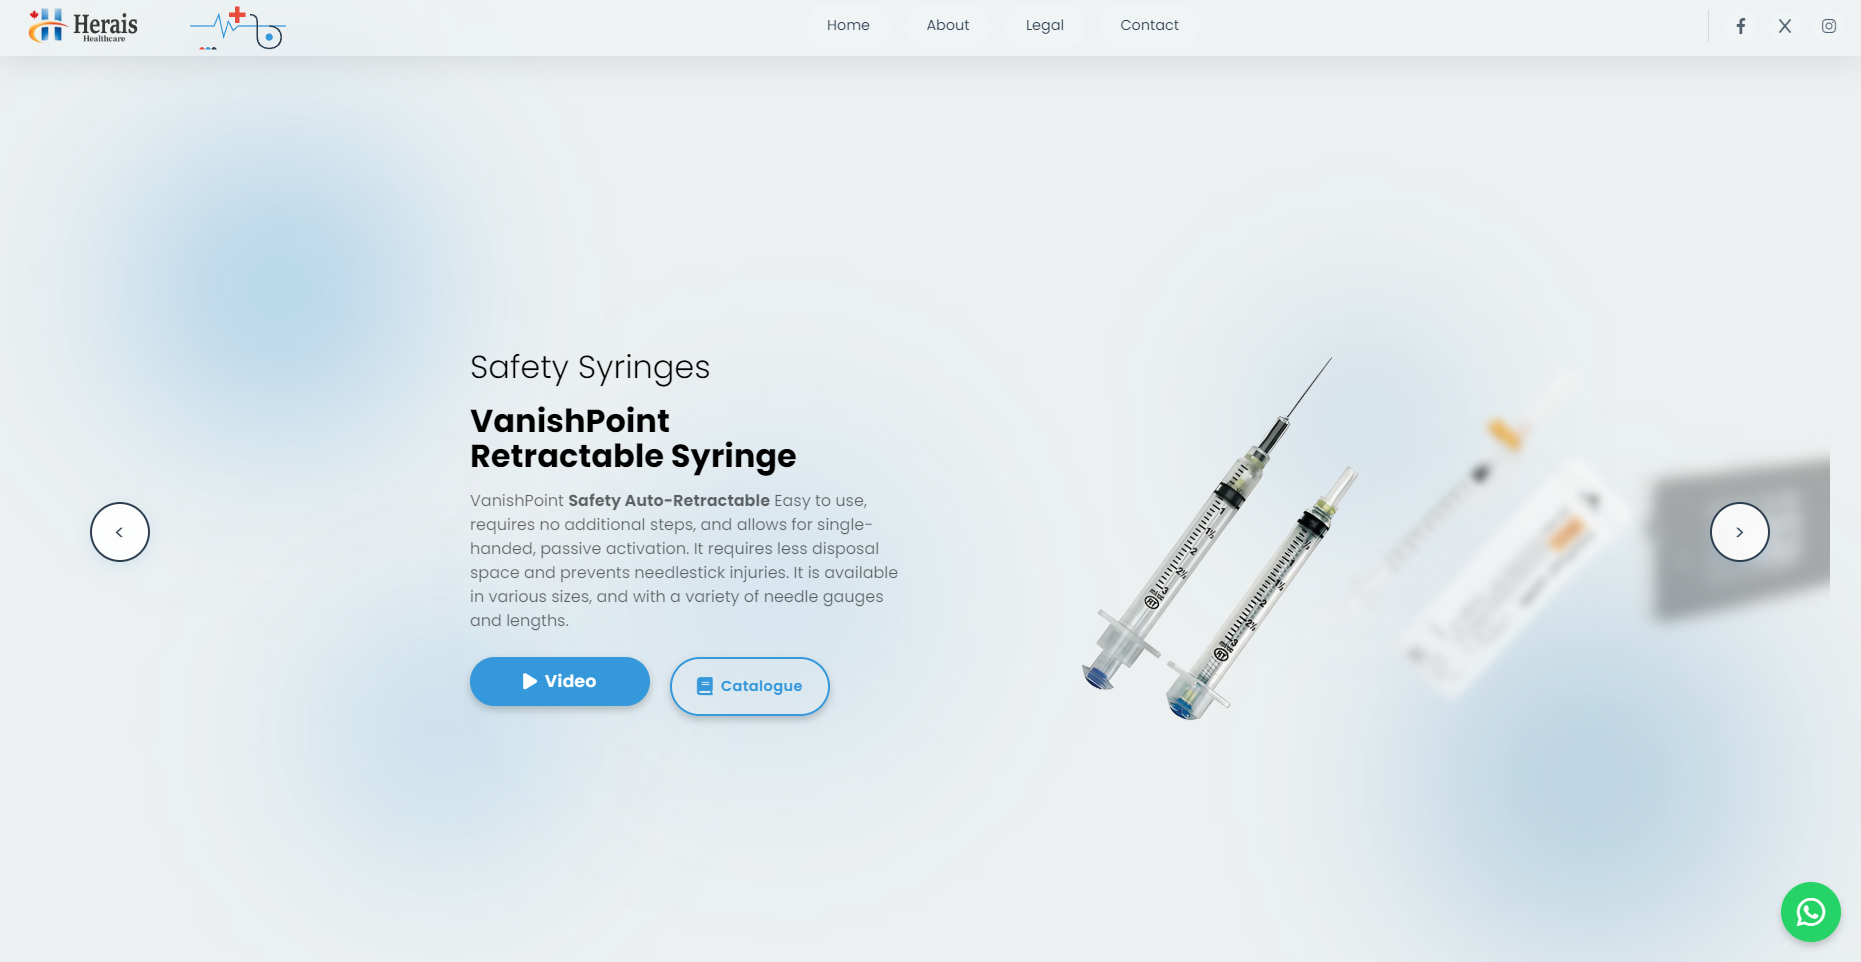 Herais
Healthcare
Home
About
Legal
Contact
Safety Syringes
VanishPoint
Retractable Syringe
VanishPoint Safety Auto-Retractable Easy to use,
requires no additional steps, and allows for single-
handed, passive activation. It requires less disposal
space and prevents needlestick injuries. It is available
in various sizes, and with a variety of needle gauges
and lengths.
<
>
Video
Catalogue